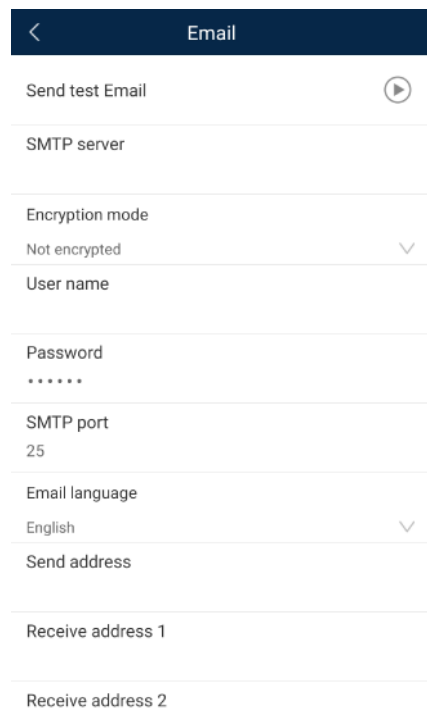 Email
Send test Email
SMTP server
Encryption mode
Not encrypted
User name
Password
••••••
SMTP port
25
Email language
English
Send address
Receive address 1
Receive address 2